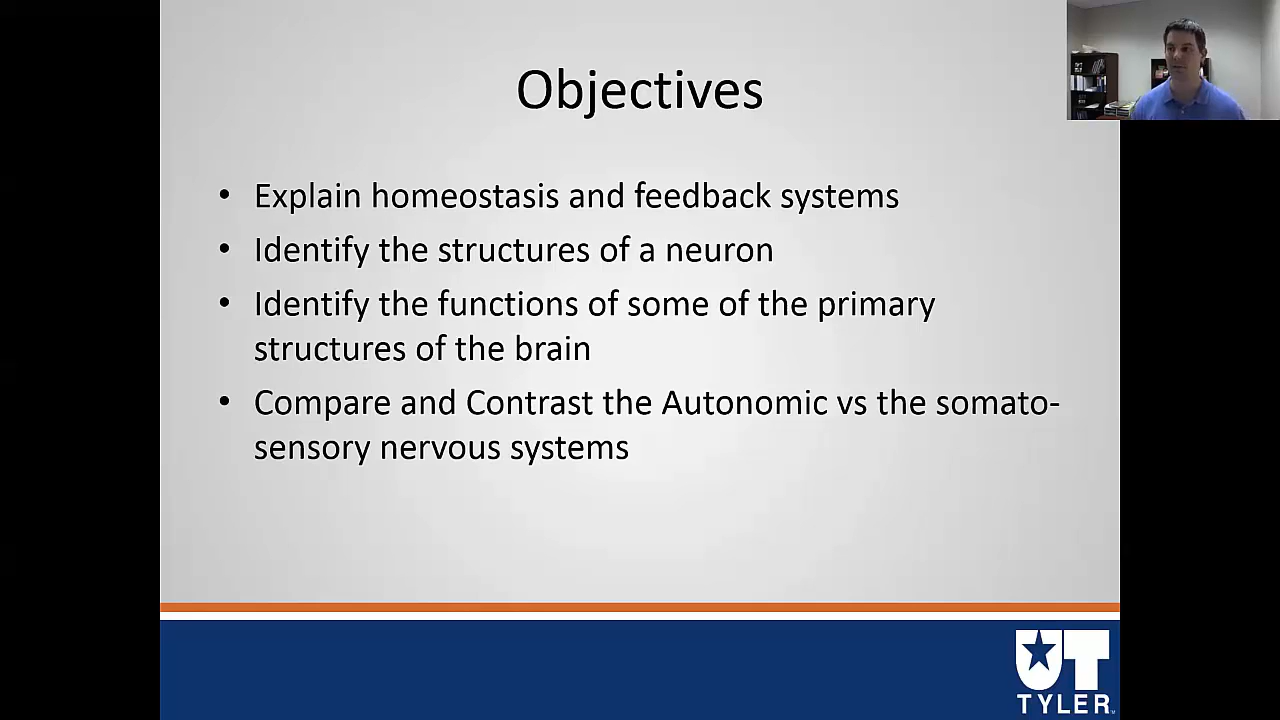 Objectives
• Explain homeostasis and feedback systems
• Identify the structures of a neuron
• Identify the functions of some of the primary
structures of the brain
• Compare and Contrast the Autonomic vs the somato-
sensory nervous systems
UT
TYLER